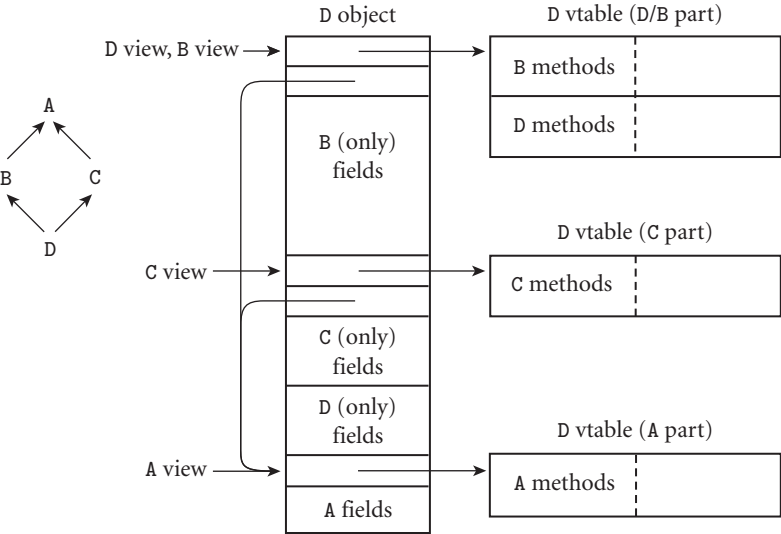 D object
D vtable (D/B part)
D view, B view
B methods
D methods
A
B
C
D
B (only)
fields
D vtable (C part)
C view
C methods
C (only)
fields
D (only)
fields
D vtable (A part)
A view
A methods
A fields